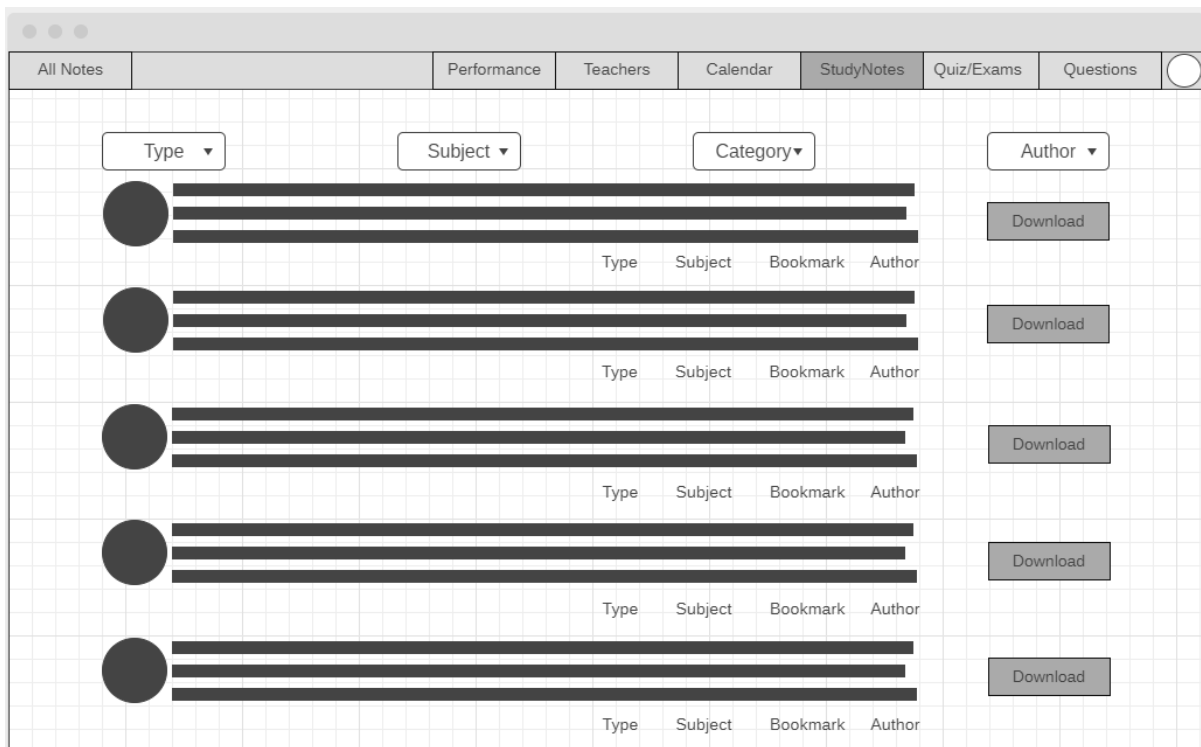 All Notes Performance Teachers Calendar StudyNotes Quiz/Exams Questions
Type Subject Category Author
Download
Type Subject Bookmark Author
Download
Type Subject Bookmark Author
Download
Type Subject Bookmark Author
Download
Type Subject Bookmark Author
Download
Type Subject Bookmark Author